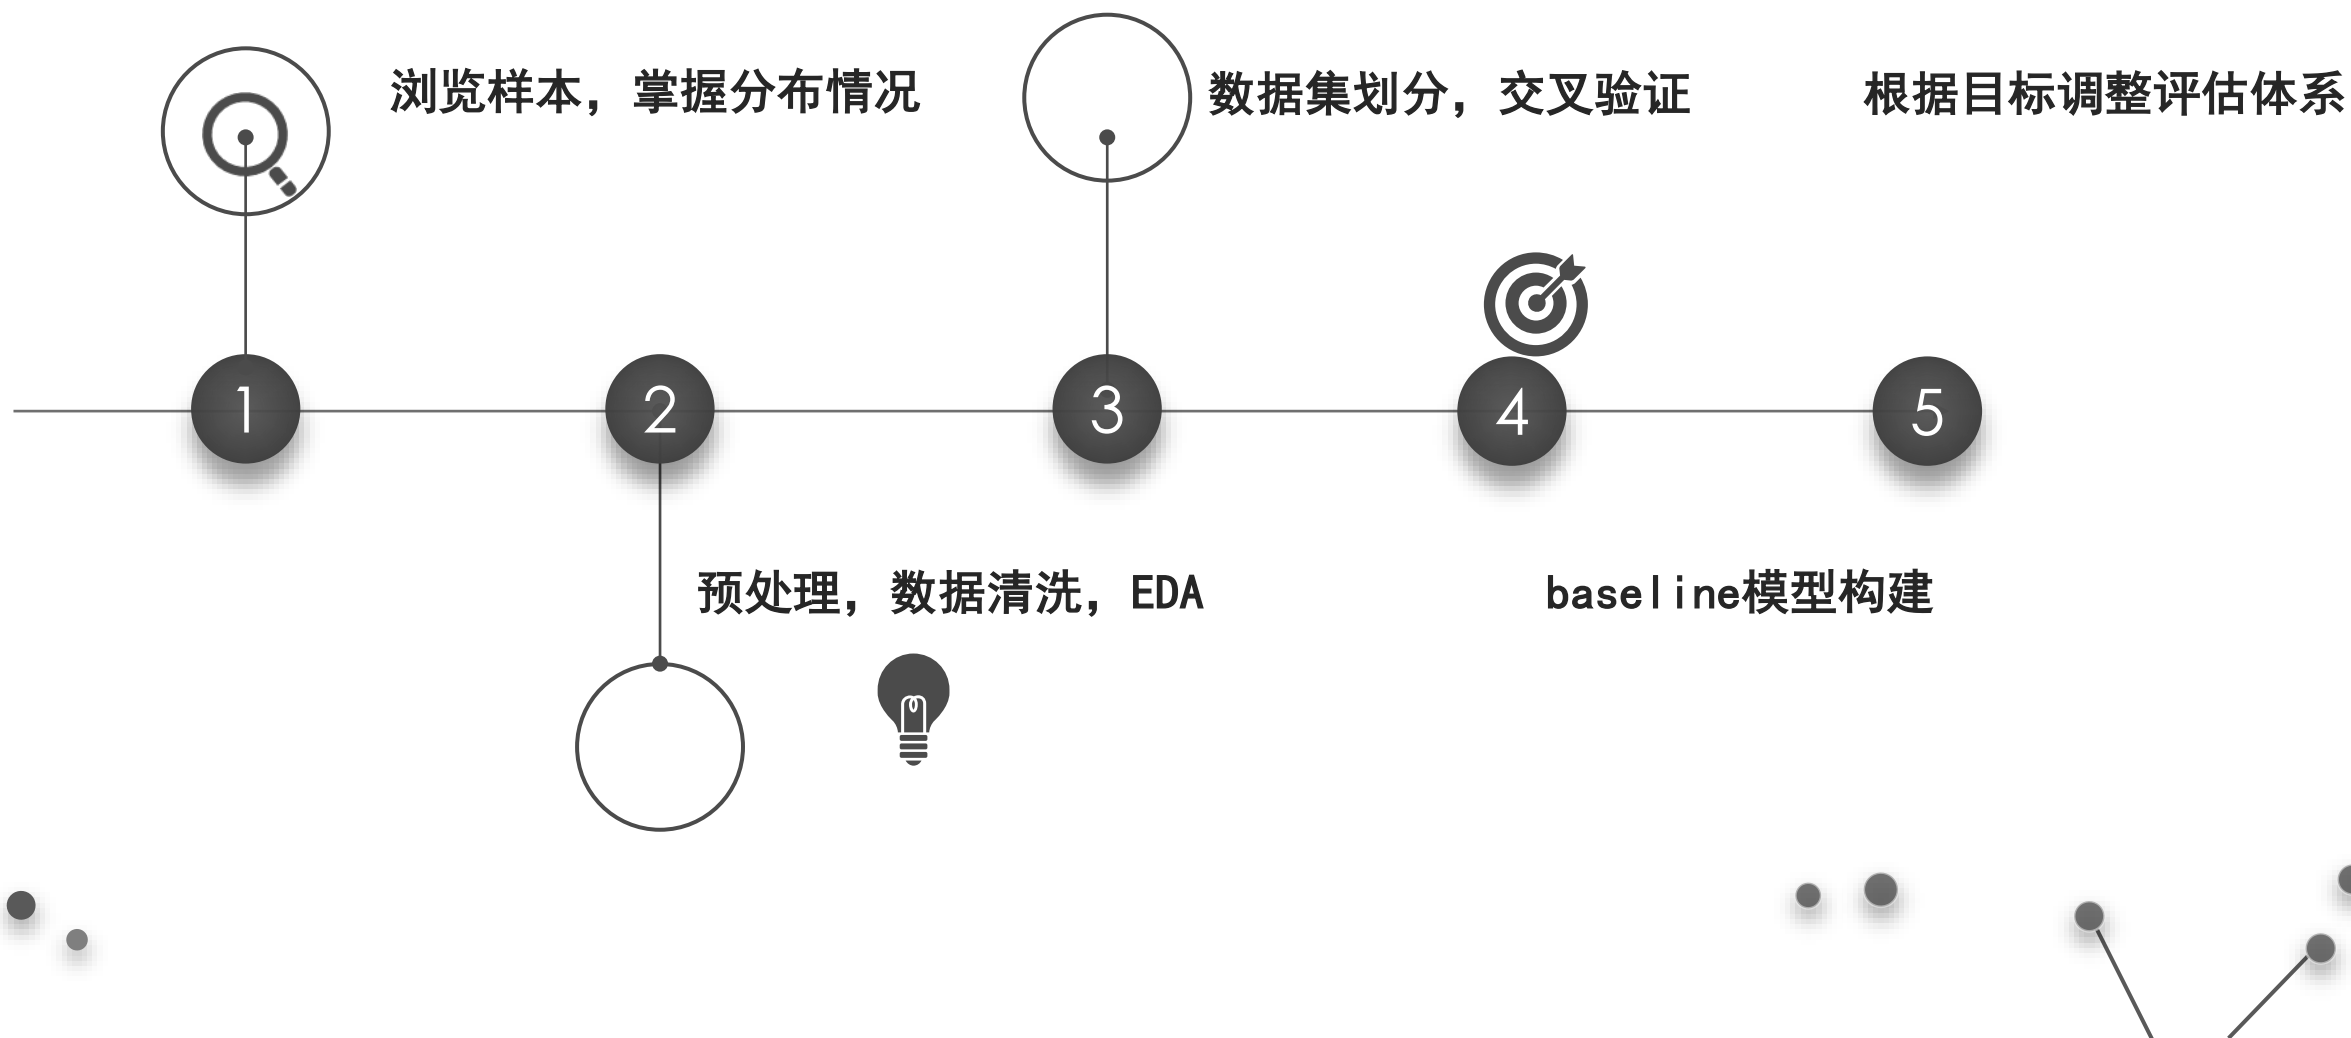 浏览样本，掌握分布情况
数据集划分，交叉验证
根据目标调整评估体系
1
2
3
4
5
预处理，数据清洗，EDA
baseline模型构建